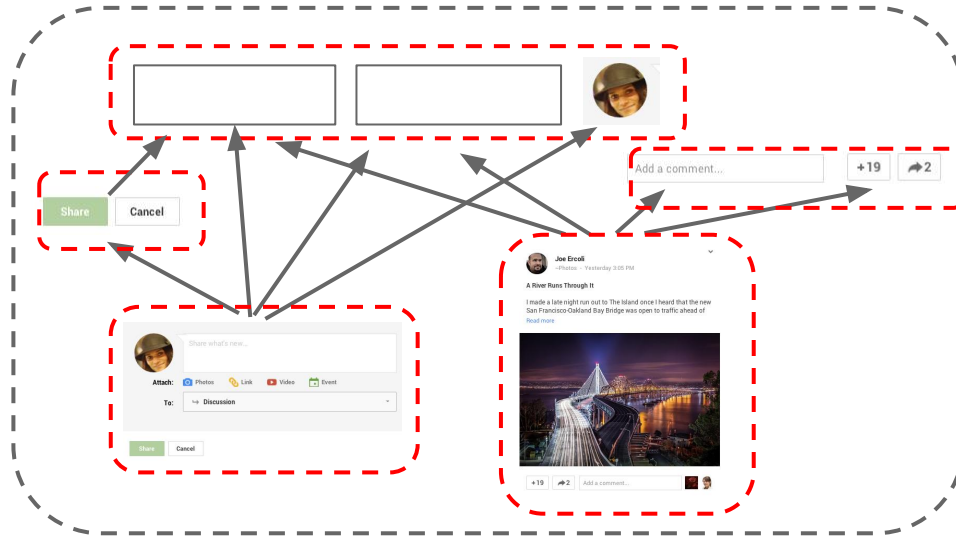 Add a comment...
+19
2
Share
Cancel
Joe Ercoli
~Photos - Yesterday 3:05 PM
A River Runs Through It
I made a late night run out to The Island once I heard that the new
San Francisco-Oakland Bay Bridge was open to traffic ahead of
Read more
Share what's new...
Attach:
Photos
Link
Video
Event
To:
Discussion
Share
Cancel
+19
2
Add a comment...